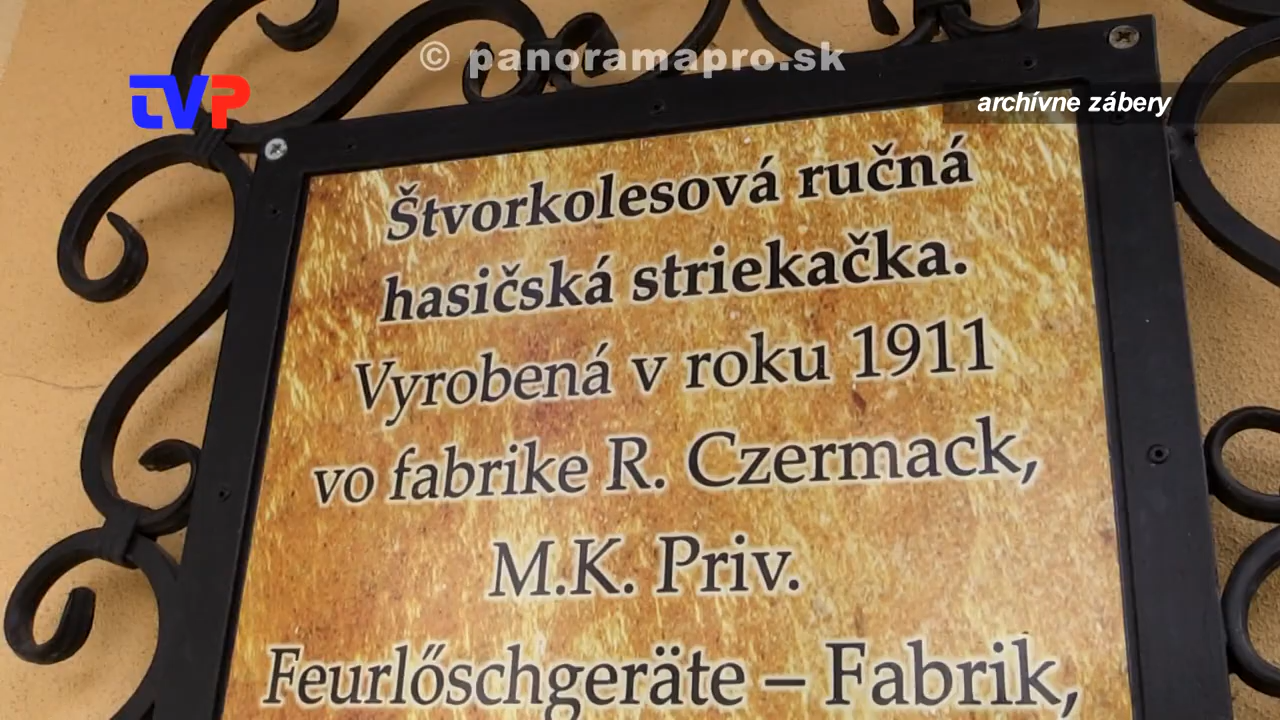 © panoramapro.sk
TVP
archívne zábery
Štvorkolesová ručná
hasičská striekačka.
Vyrobená v roku 1911
vo fabrike R. Czermack,
M.K. Priv.
Feurlőschgeräte – Fabrik,